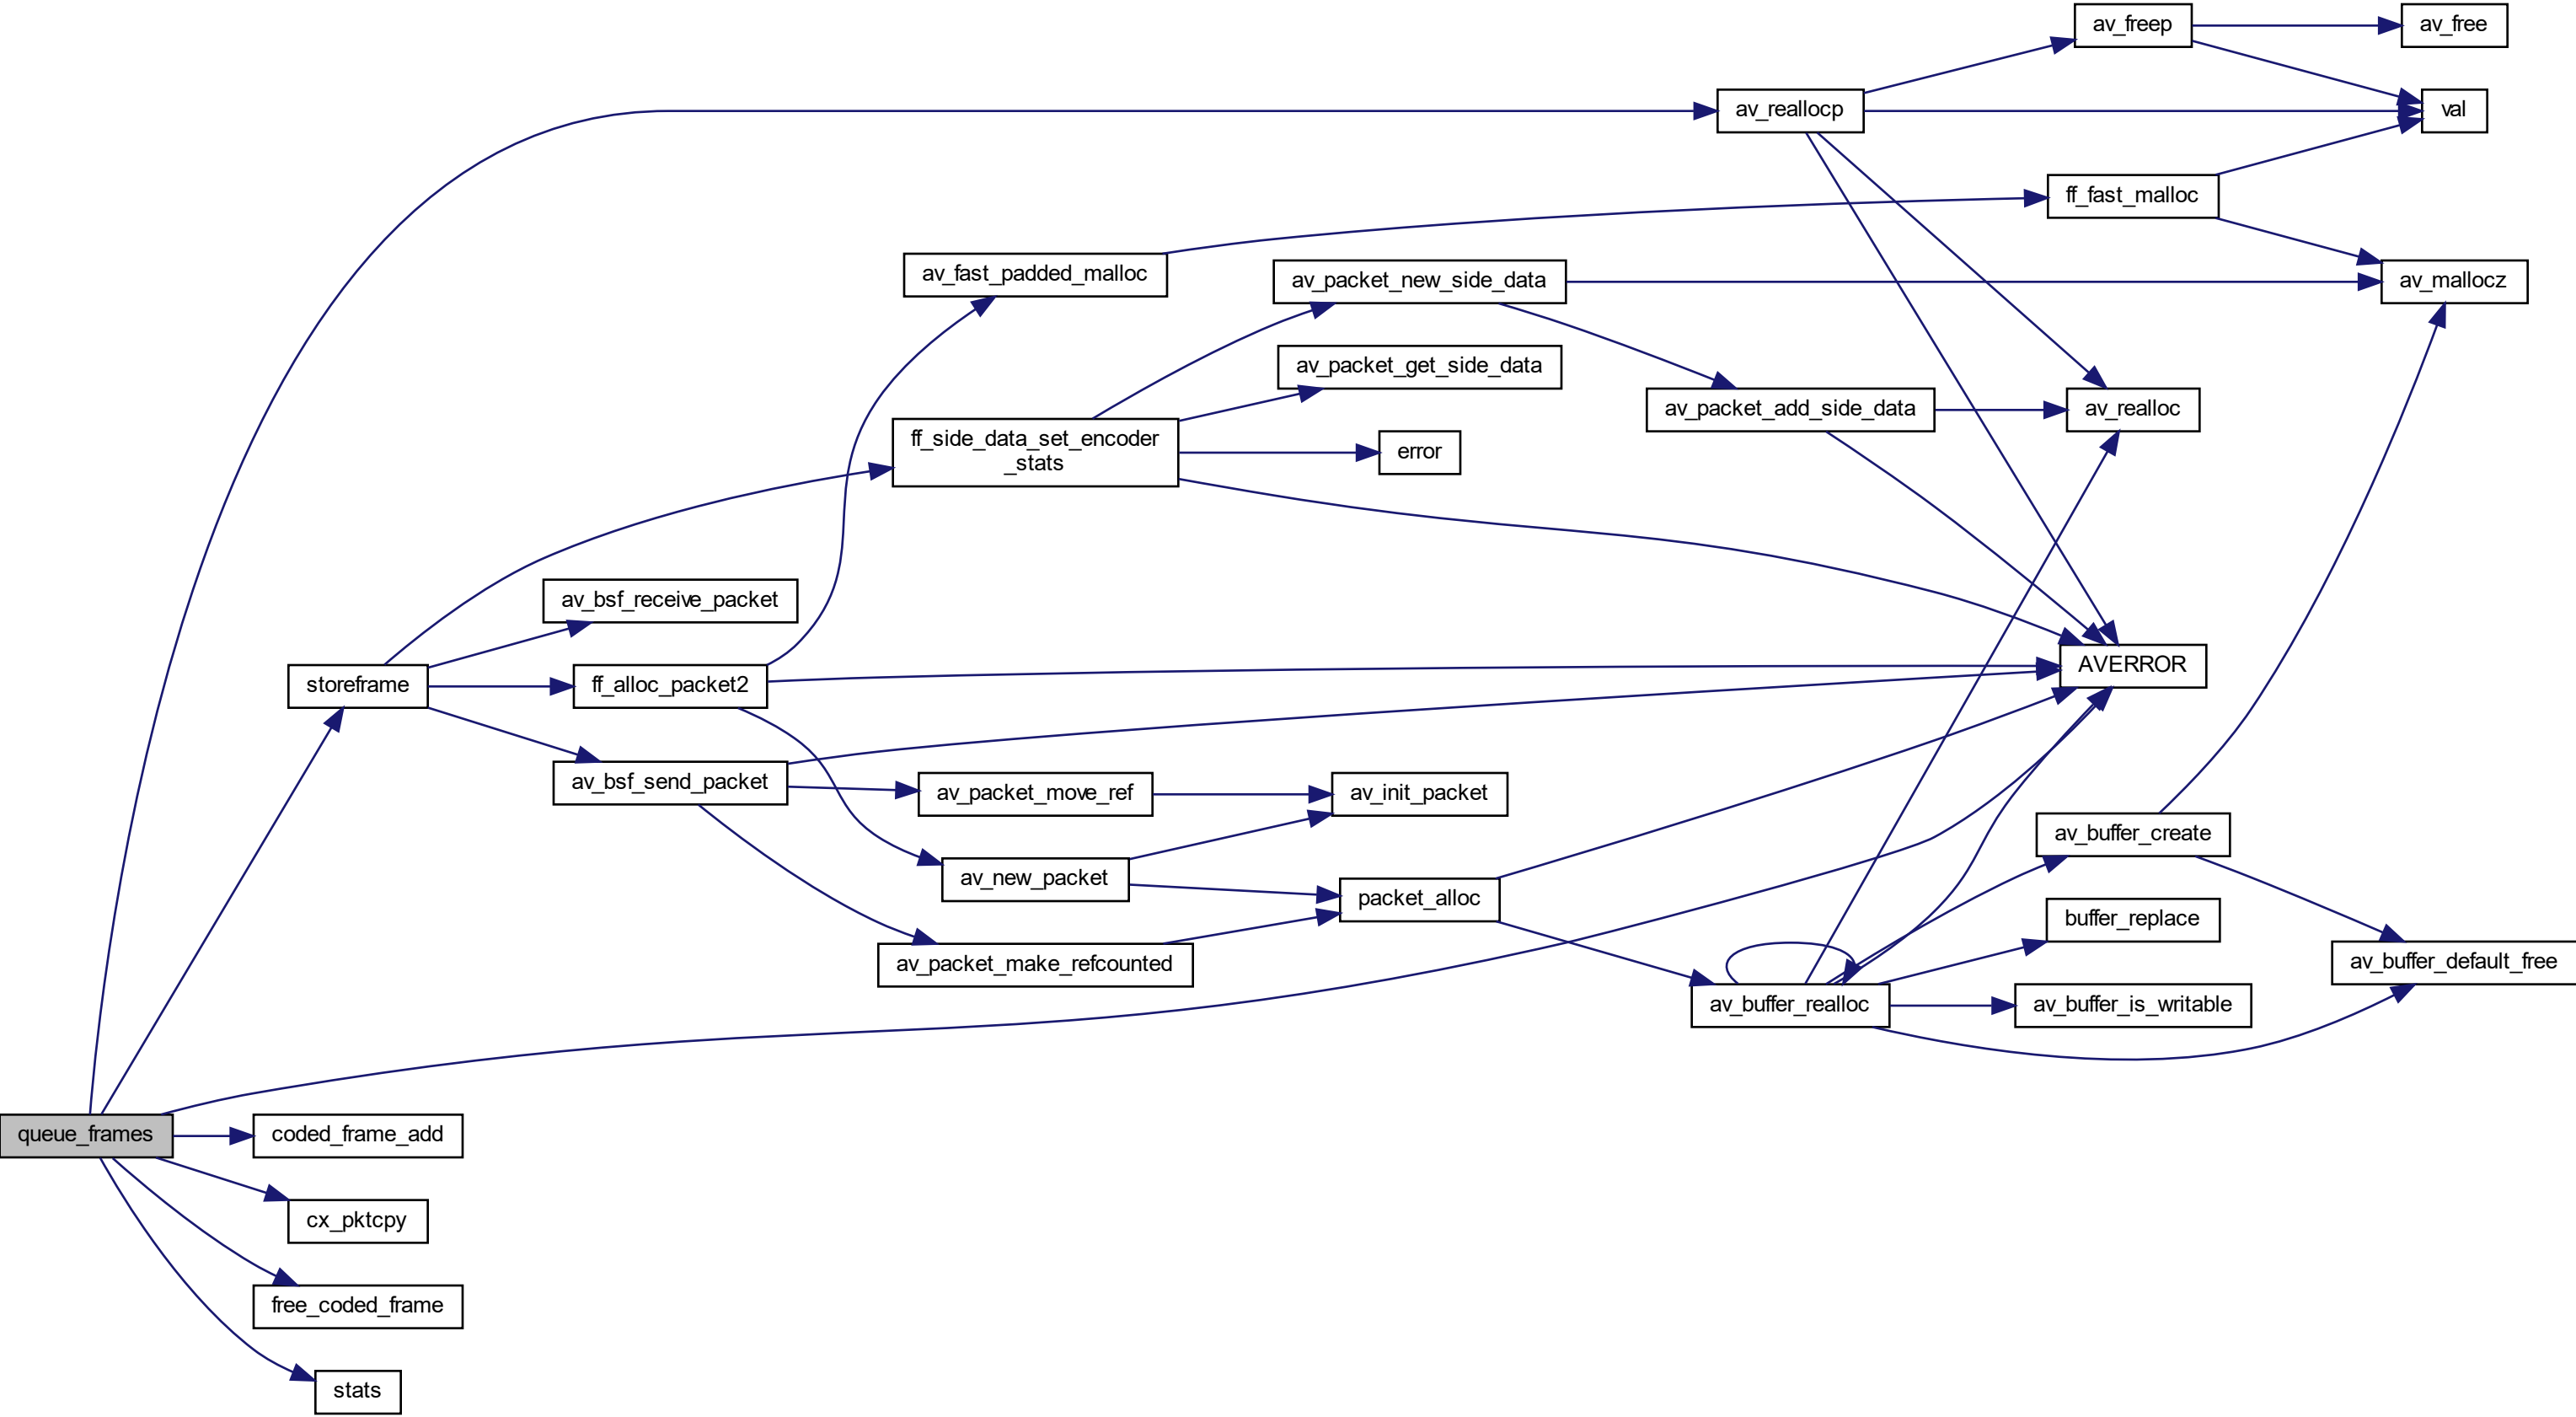 av_freep
av_free
av_reallocp
val
ff_fast_malloc
av_fast_padded_malloc
av_packet_new_side_data
av_mallocz
av_packet_get_side_data
av_packet_add_side_data
av_realloc
ff_side_data_set_encoder
_stats
error
av_bsf_receive_packet
storeframe
ff_alloc_packet2
AVERROR
av_bsf_send_packet
av_packet_move_ref
av_init_packet
av_buffer_create
av_new_packet
packet_alloc
buffer_replace
av_packet_make_refcounted
av_buffer_default_free
av_buffer_realloc
av_buffer_is_writable
queue_frames
coded_frame_add
cx_pktcpy
free_coded_frame
stats